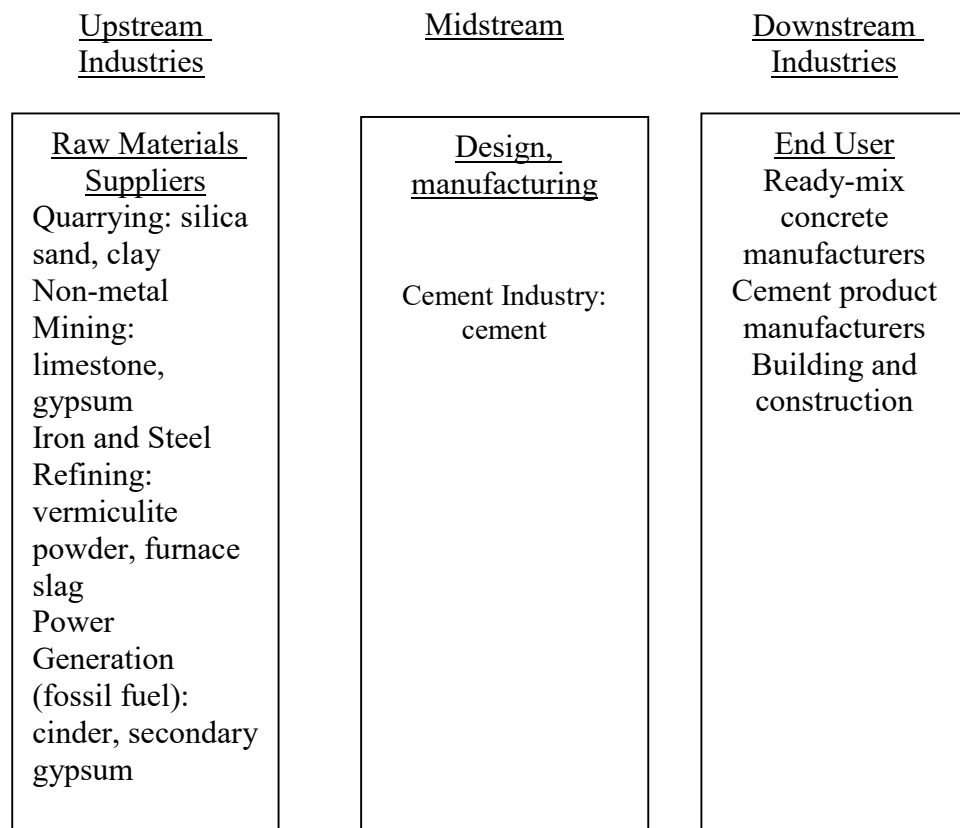 Upstream
Industries
Midstream
Downstream
Industries
Raw Materials
Suppliers
Quarrying: silica
sand, clay
Non-metal
Mining:
limestone,
gypsum
Iron and Steel
Refining:
vermiculite
powder, furnace
slag
Power
Generation
(fossil fuel):
cinder, secondary
gypsum
Design,
manufacturing
Cement Industry:
cement
End User
Ready-mix
concrete
manufacturers
Cement product
manufacturers
Building and
construction